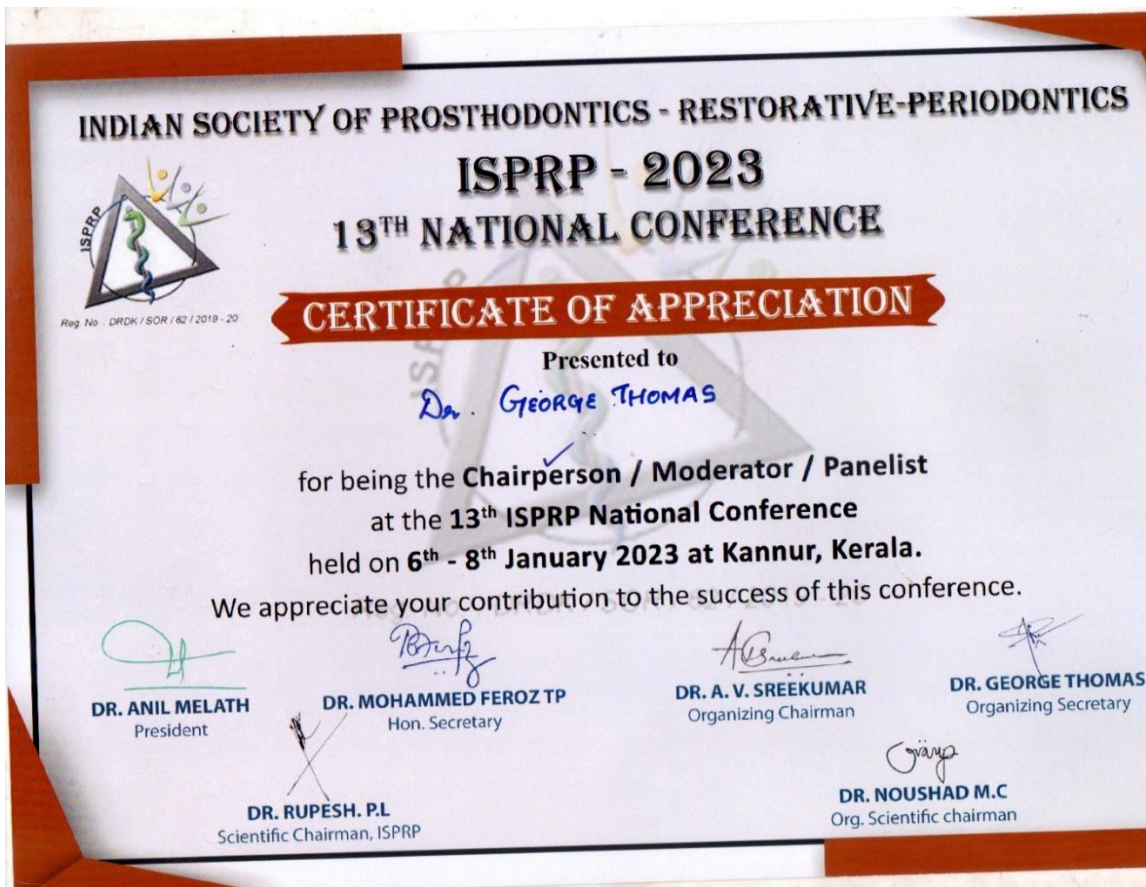 INDIAN SOCIETY OF PROSTHODONTICS - RESTORATIVE-PERIODONTICS
ISPRP - 2023
13TH NATIONAL CONFERENCE
ISPRP
Reg. No : DRDK / SOR / 62 / 2019 - 20
CERTIFICATE OF APPRECIATION
Presented to
Dr. GEORGE THOMAS
for being the Chairperson / Moderator / Panelist
at the 13th ISPRP National Conference
held on 6th - 8th January 2023 at Kannur, Kerala.
We appreciate your contribution to the success of this conference.
DR. ANIL MELATH
President
DR. MOHAMMED FEROZ TP
Hon. Secretary
DR. A. V. SREEKUMAR
Organizing Chairman
DR. GEORGE THOMAS
Organizing Secretary
DR. RUPESH. P.L
Scientific Chairman, ISPRP
DR. NOUSHAD M.C
Org. Scientific chairman